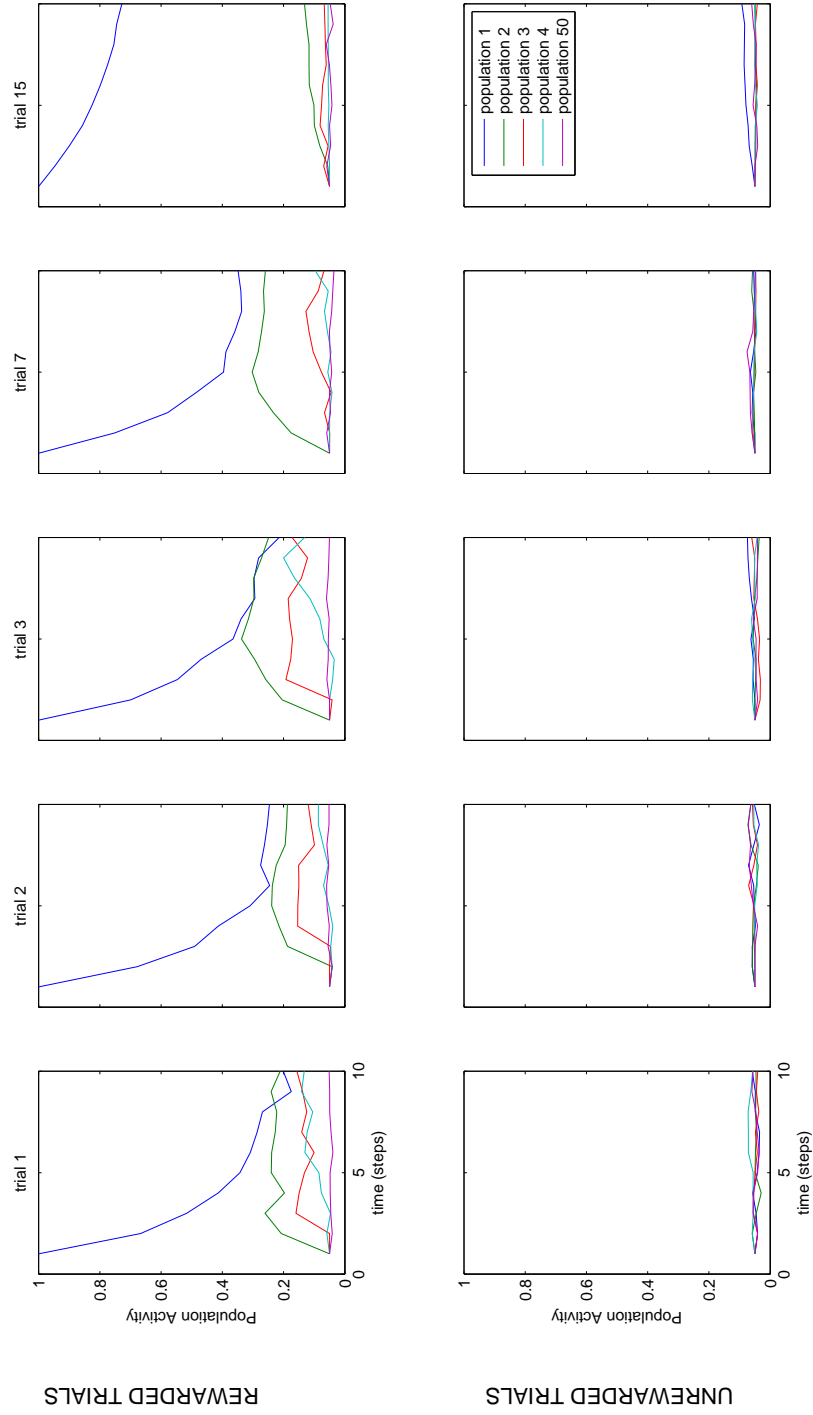 REWARDED TRIALS
trial 1
trial 2
trial 3
trial 7
trial 15
Population Activity
1
0.8
0.6
0.4
0.2
0
0
5
10
time (steps)
UNREWARDED TRIALS
Population Activity
1
0.8
0.6
0.4
0.2
0
0
5
10
time (steps)
population 1
population 2
population 3
population 4
population 50